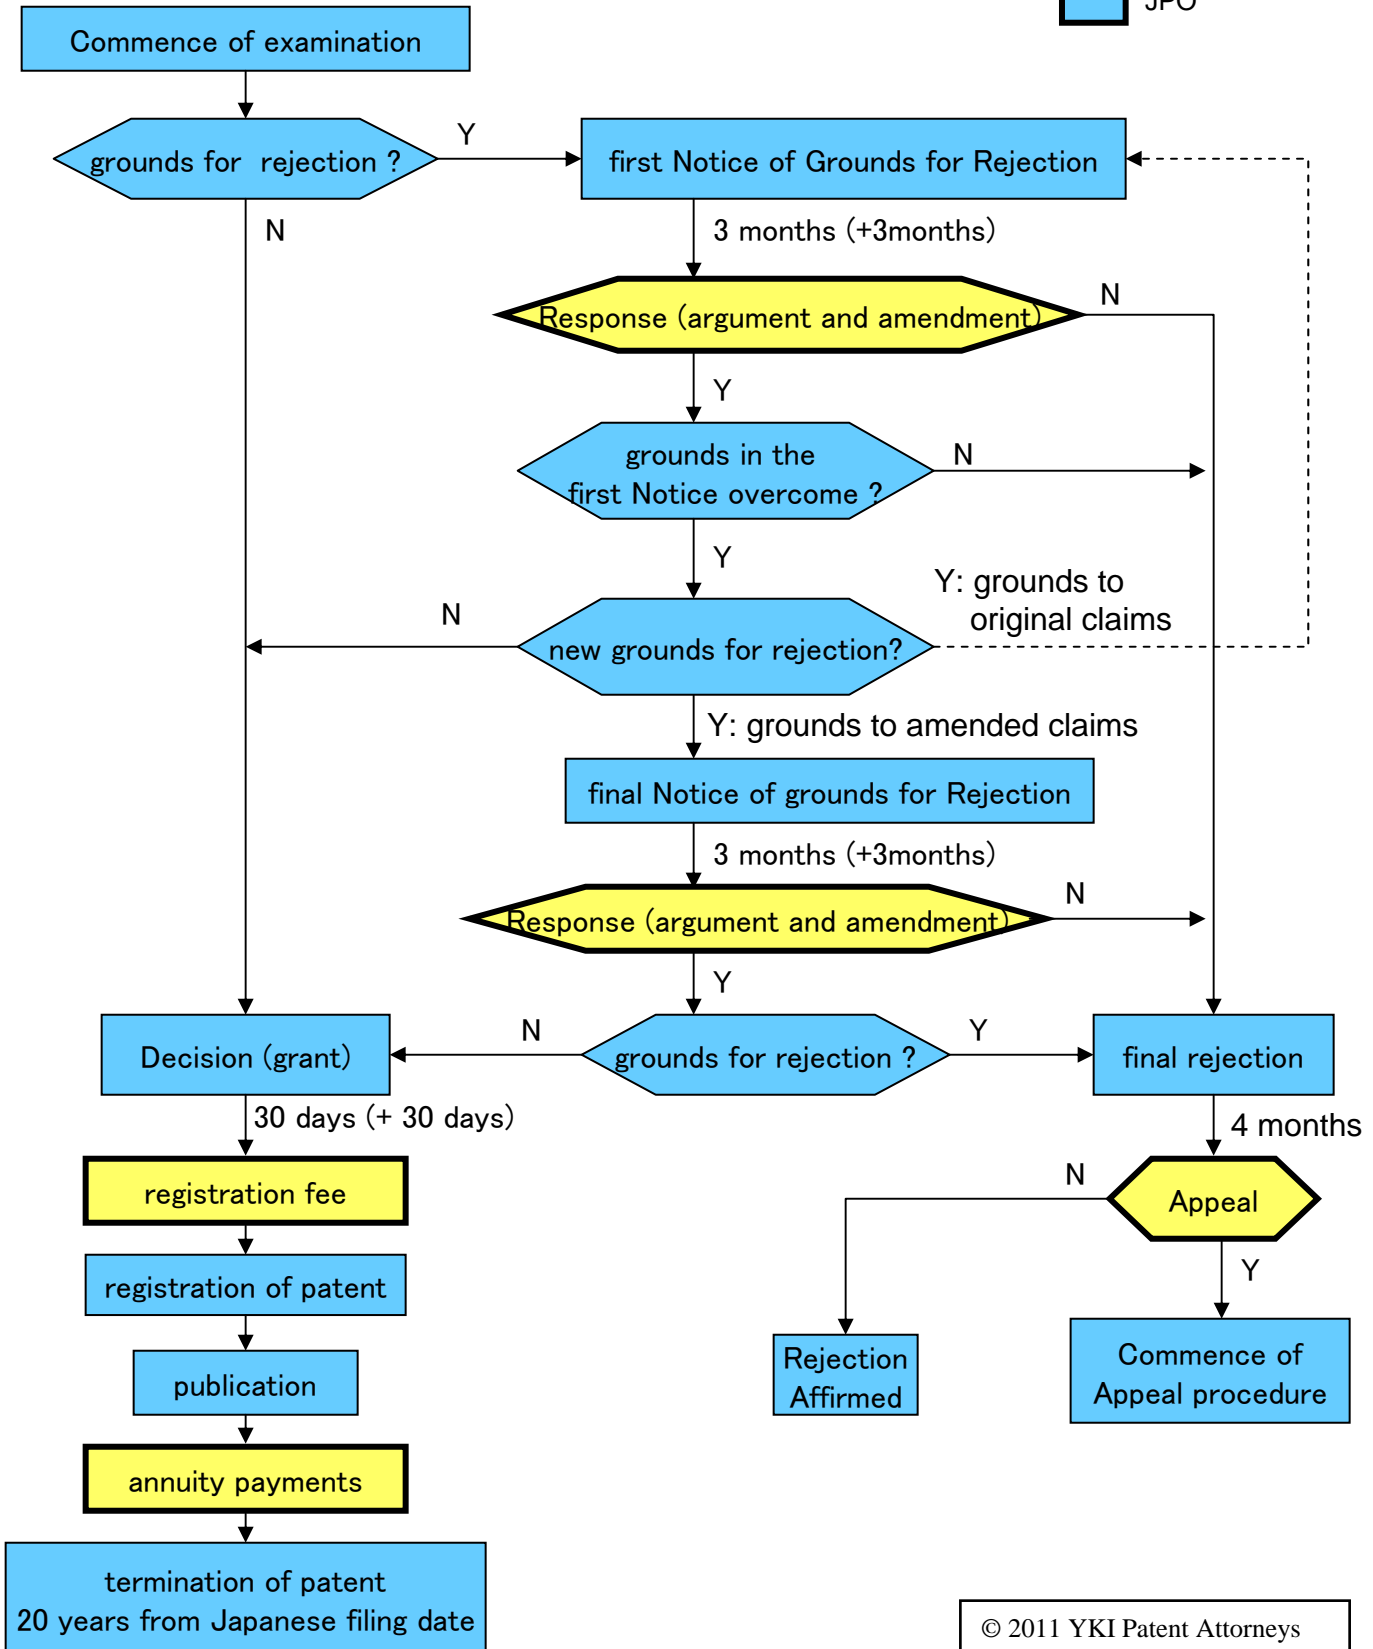 JPO
Commence of examination
grounds for rejection ?
Y
first Notice of Grounds for Rejection
N
3 months (+3months)
Response (argument and amendment)
N
Y
grounds in the
first Notice overcome ?
N
Y
Y: grounds to
original claims
N
new grounds for rejection?
Y: grounds to amended claims
final Notice of grounds for Rejection
3 months (+3months)
Response (argument and amendment)
N
Y
Decision (grant)
N
grounds for rejection ?
Y
final rejection
30 days (+ 30 days)
4 months
registration fee
N
Appeal
Y
registration of patent
publication
Rejection
Affirmed
Commence of
Appeal procedure
annuity payments
termination of patent
20 years from Japanese filing date
© 2011 YKI Patent Attorneys